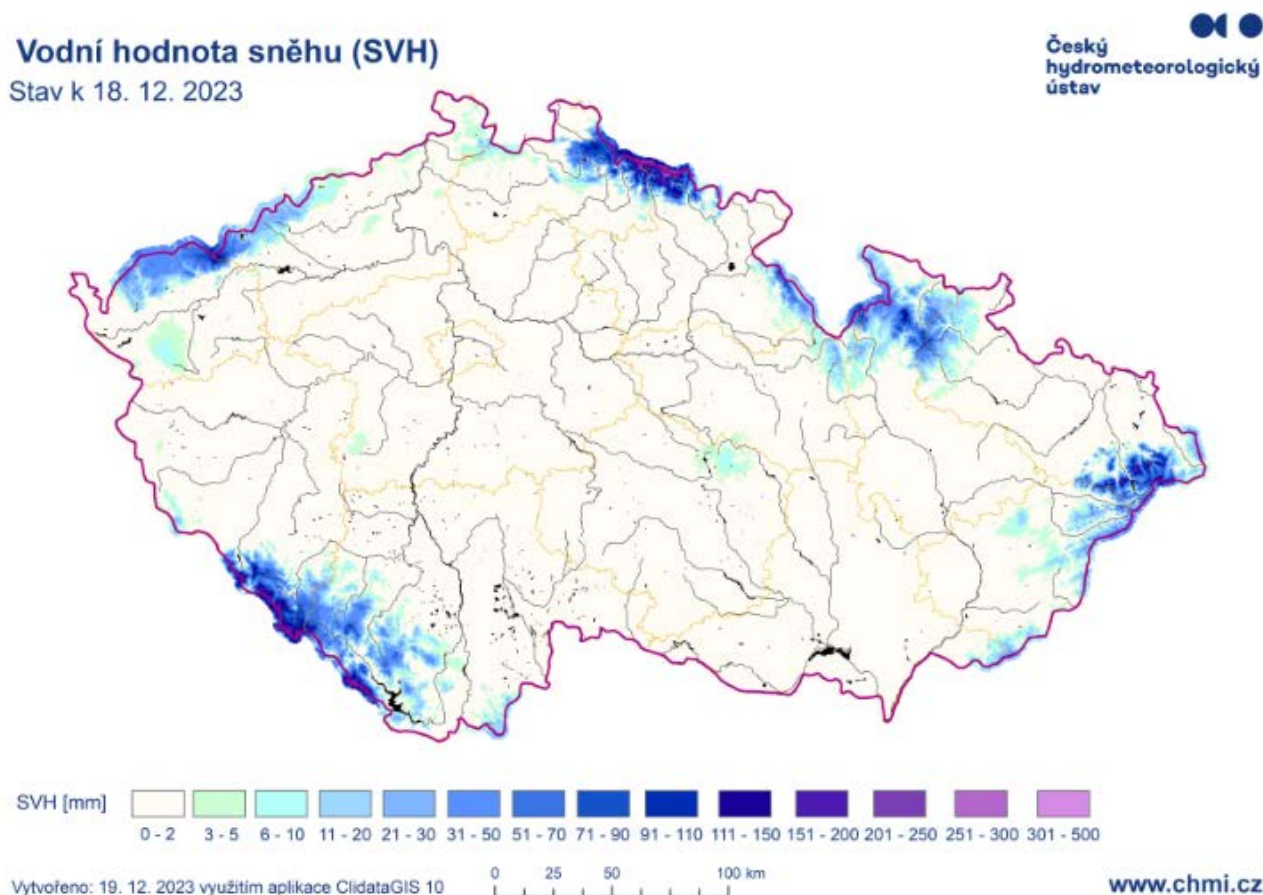 Vodní hodnota sněhu (SVH)
Stav k 18. 12. 2023
Český
hydrometeorologický
ústav
SVH [mm]
0 - 2 3 - 5 6 - 10 11 - 20 21 - 30 31 - 50 51 - 70 71 - 90 91 - 110 111 - 150 151 - 200 201 - 250 251 - 300 301 - 500
0 25 50 100 km
Vytvořeno: 19. 12. 2023 využitím aplikace ClidataGIS 10
www.chmi.cz